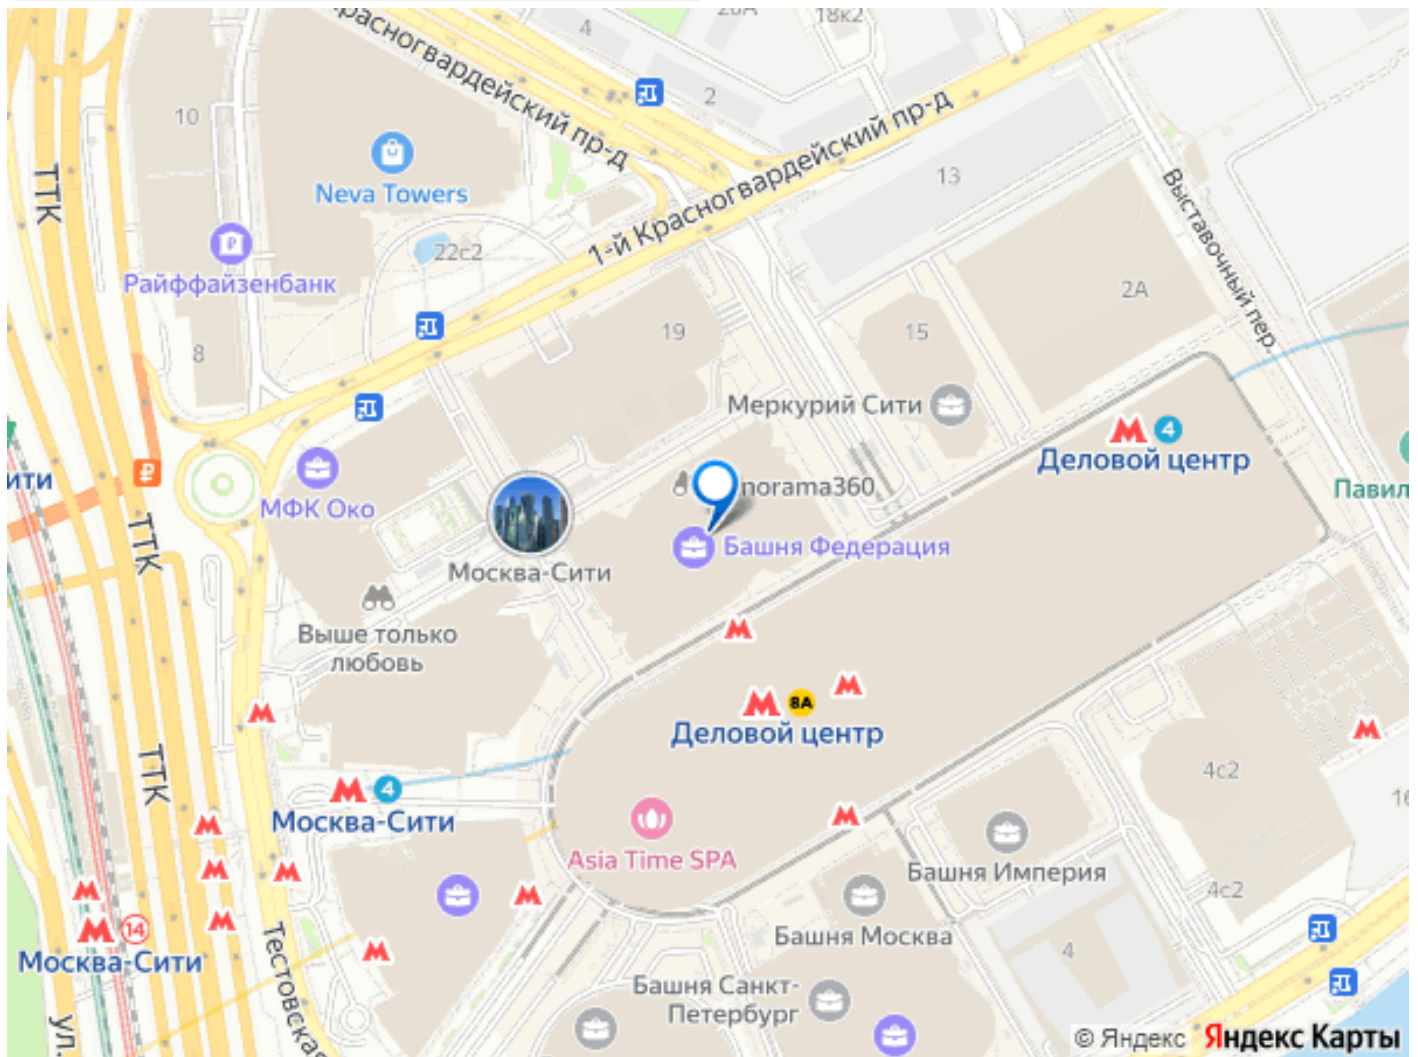 28А
18к2
4
Красногвардейский пр-д
2
10
ТТК
Neva Towers
1-й Красногвардейский пр-д
13
Выставочный пер.
22с2
Райффайзенбанк
2А
19
15
8
Меркурий Сити
4
Деловой центр
МФК Око
norama360
Москва-Сити
Башня Федерация
ТТК
Выше только
любовь
8А
Деловой центр
ТТК
4
Москва-Сити
4с2
Asia Time SPA
Башня Империя
4с2
14
Москва-Сити
Башня Москва
4
Тестовская
Башня Санкт-
Петербург
ул.
© Яндекс Яндекс Карты